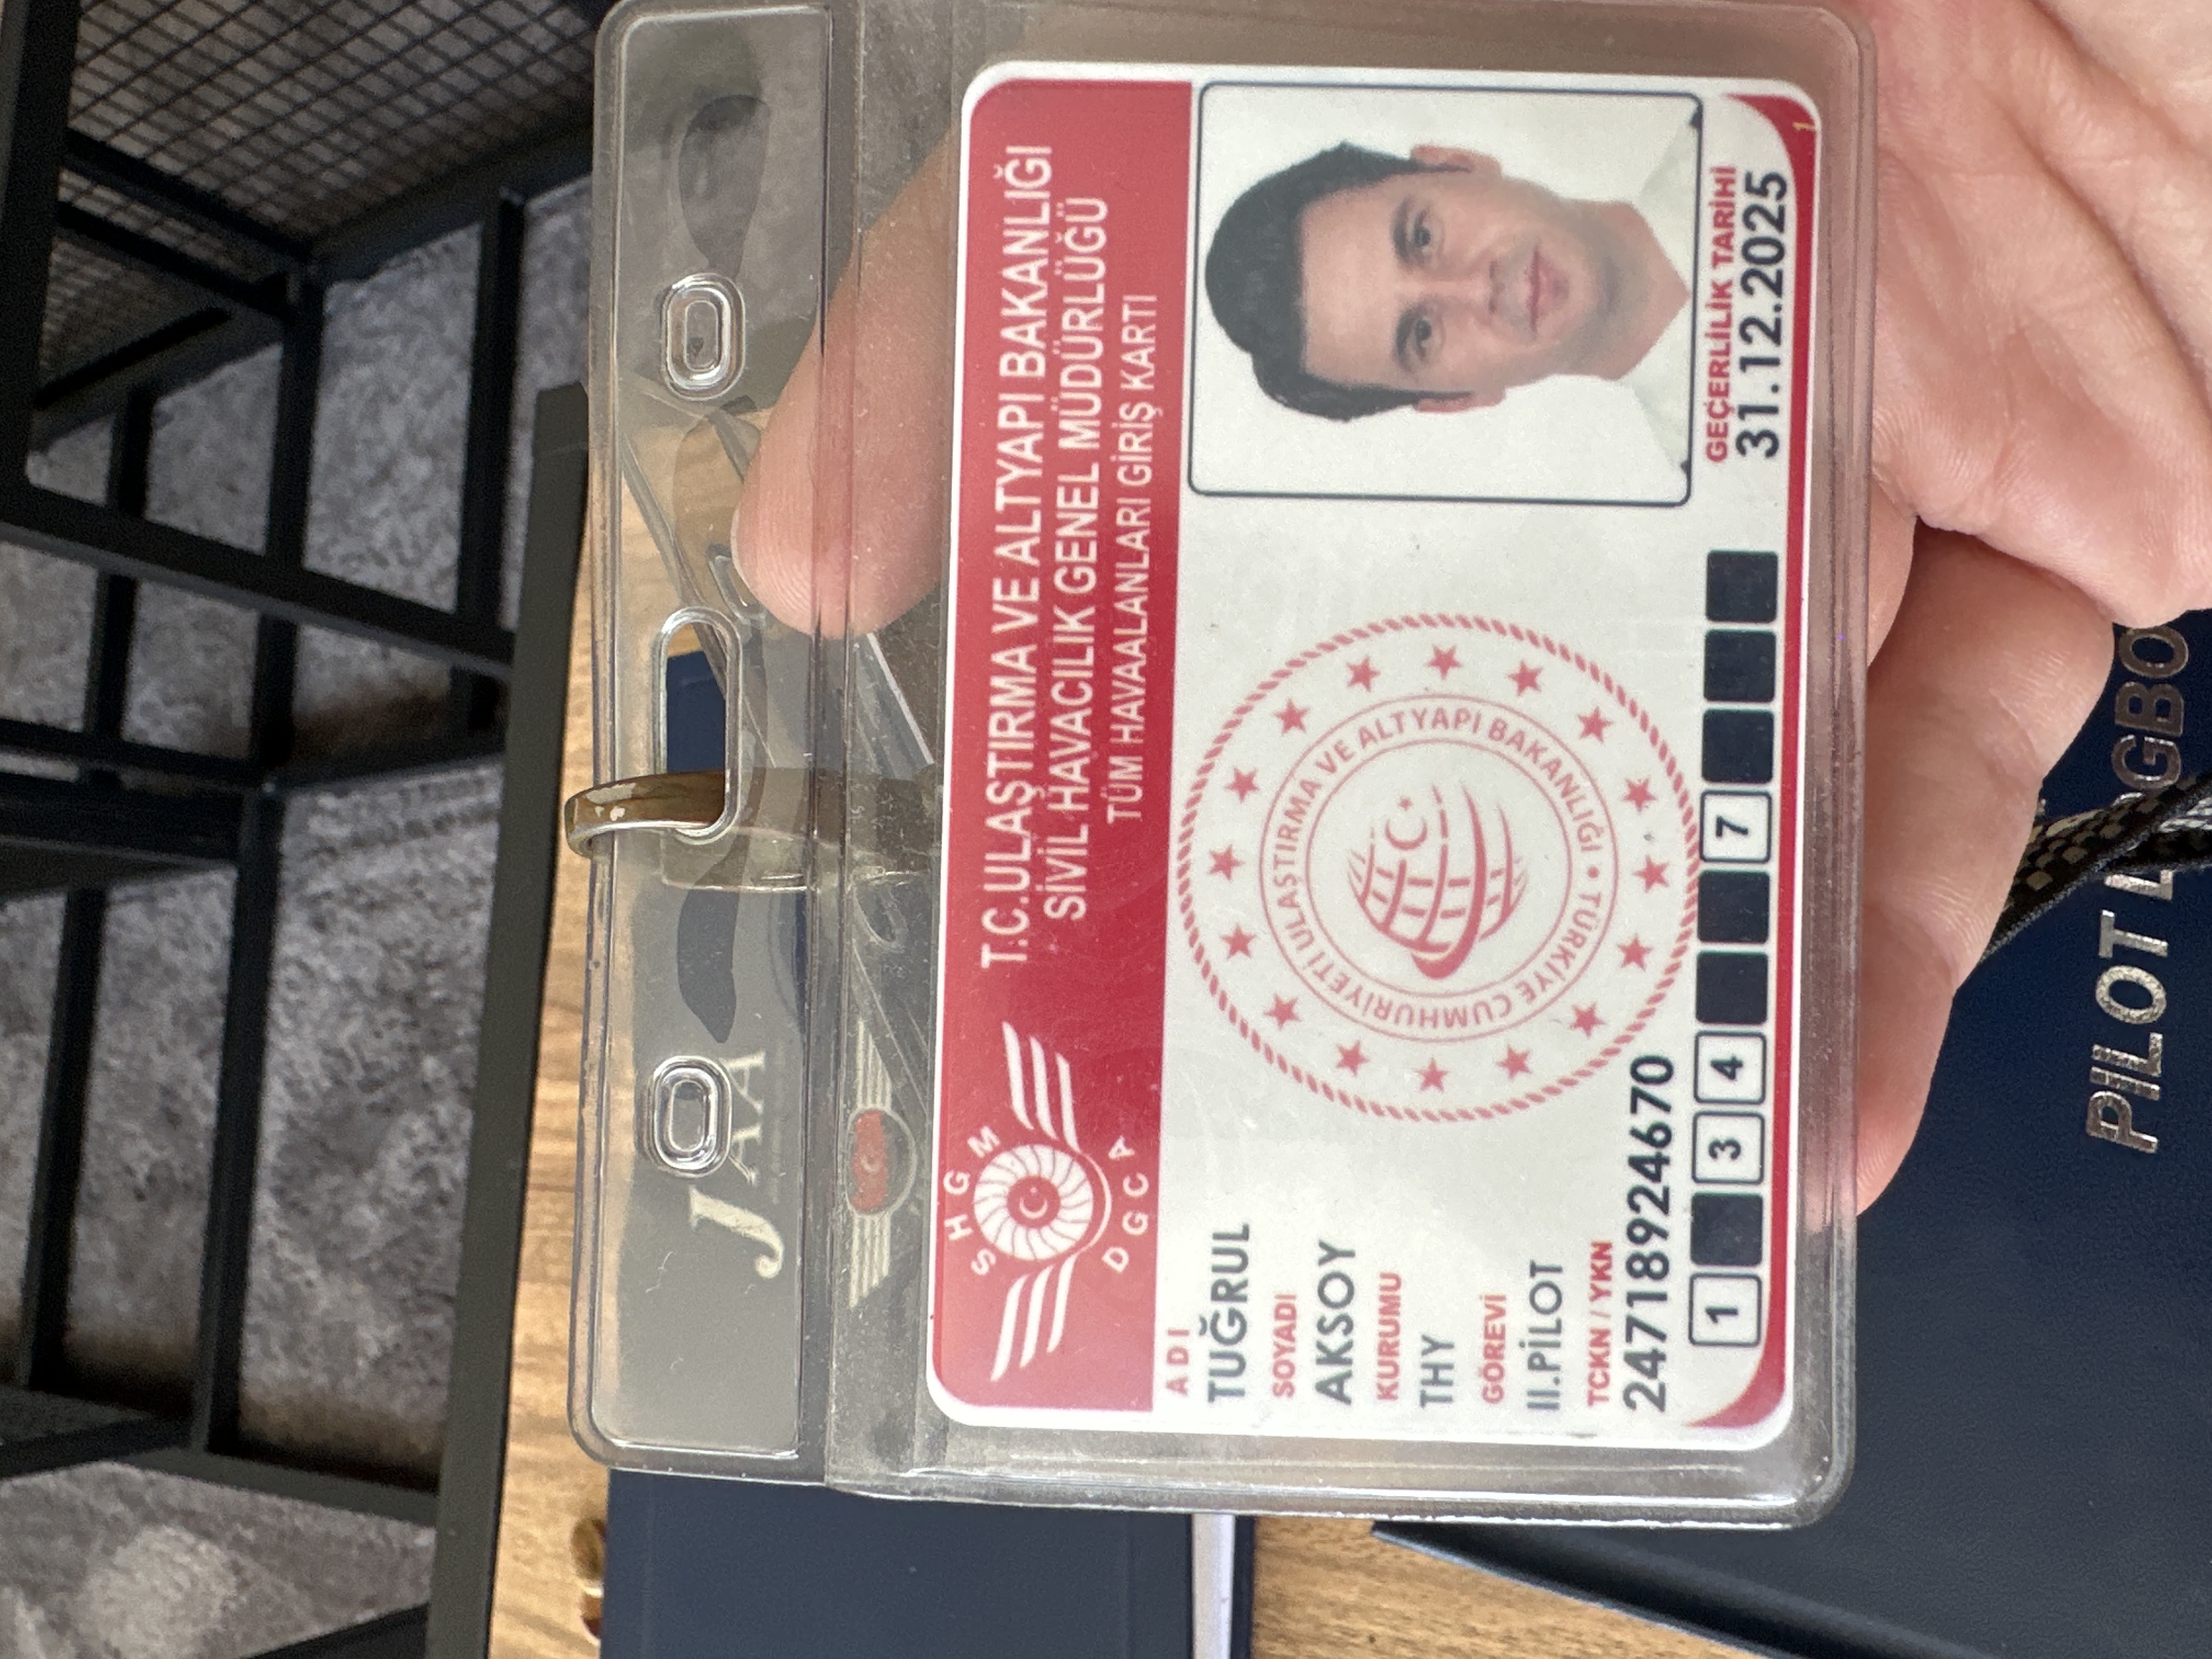 T.C.ULAŞTIRMA VE ALTYAPI BAKANLIĞI
SİVİL HAVACILIK GENEL MÜDÜRLÜĞÜ
TÜM HAVAALANLARI GİRİŞ KARTI
SHGM
DGCA
ADI
TUĞRUL
SOYADI
AKSOY
KURUMU
THY
GÖREVİ
II.PİLOT
TCKN / YKN
24718924670
1 3 4 7
TÜRKİYE CUMHURİYETİ ULAŞTIRMA VE ALTYAPI BAKANLIĞI
GEÇERLİLİK TARİHİ
31.12.2025
1
JAA
PILOT